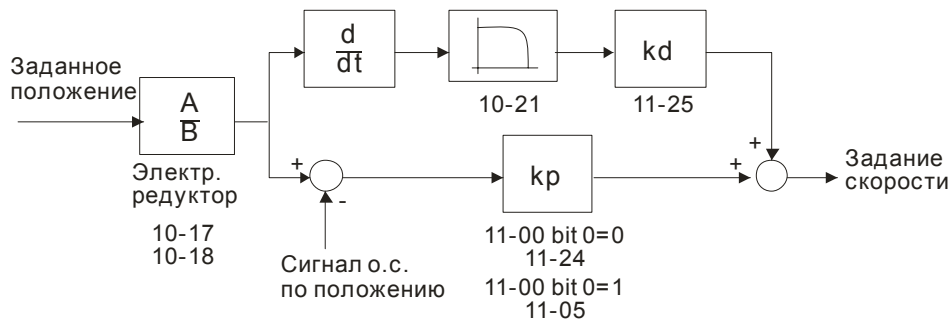 Заданное
положение
A
B
Электр.
редуктор
10-17
10-18
d
dt
10-21
kd
11-25
+
-
Сигнал о.с.
по положению
kp
11-00 bit 0=0
11-24
11-00 bit 0=1
11-05
+
+
Задание
скорости